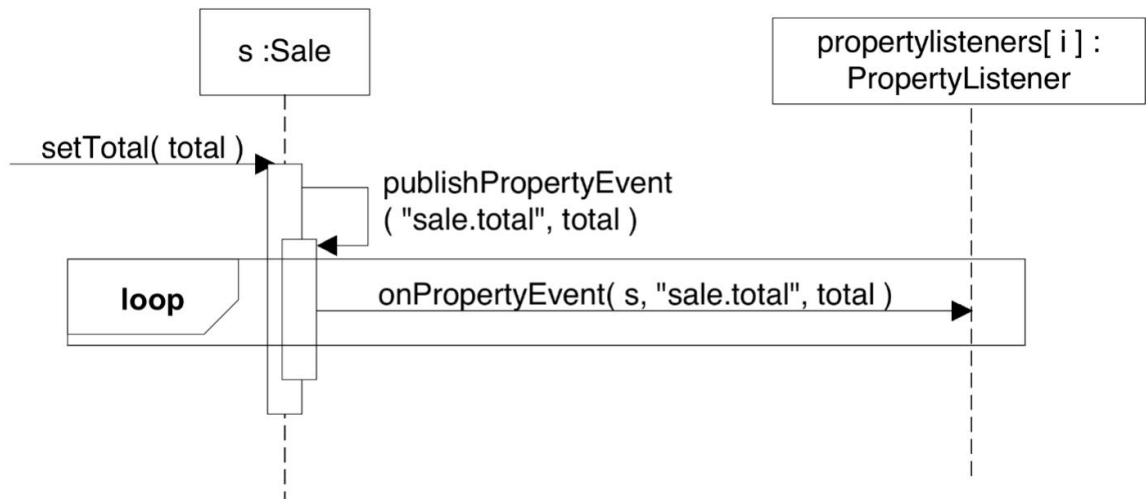 s :Sale
propertylisteners[ i ] :
PropertyListener
setTotal( total )
publishPropertyEvent
( "sale.total", total )
loop
onPropertyEvent( s, "sale.total", total )